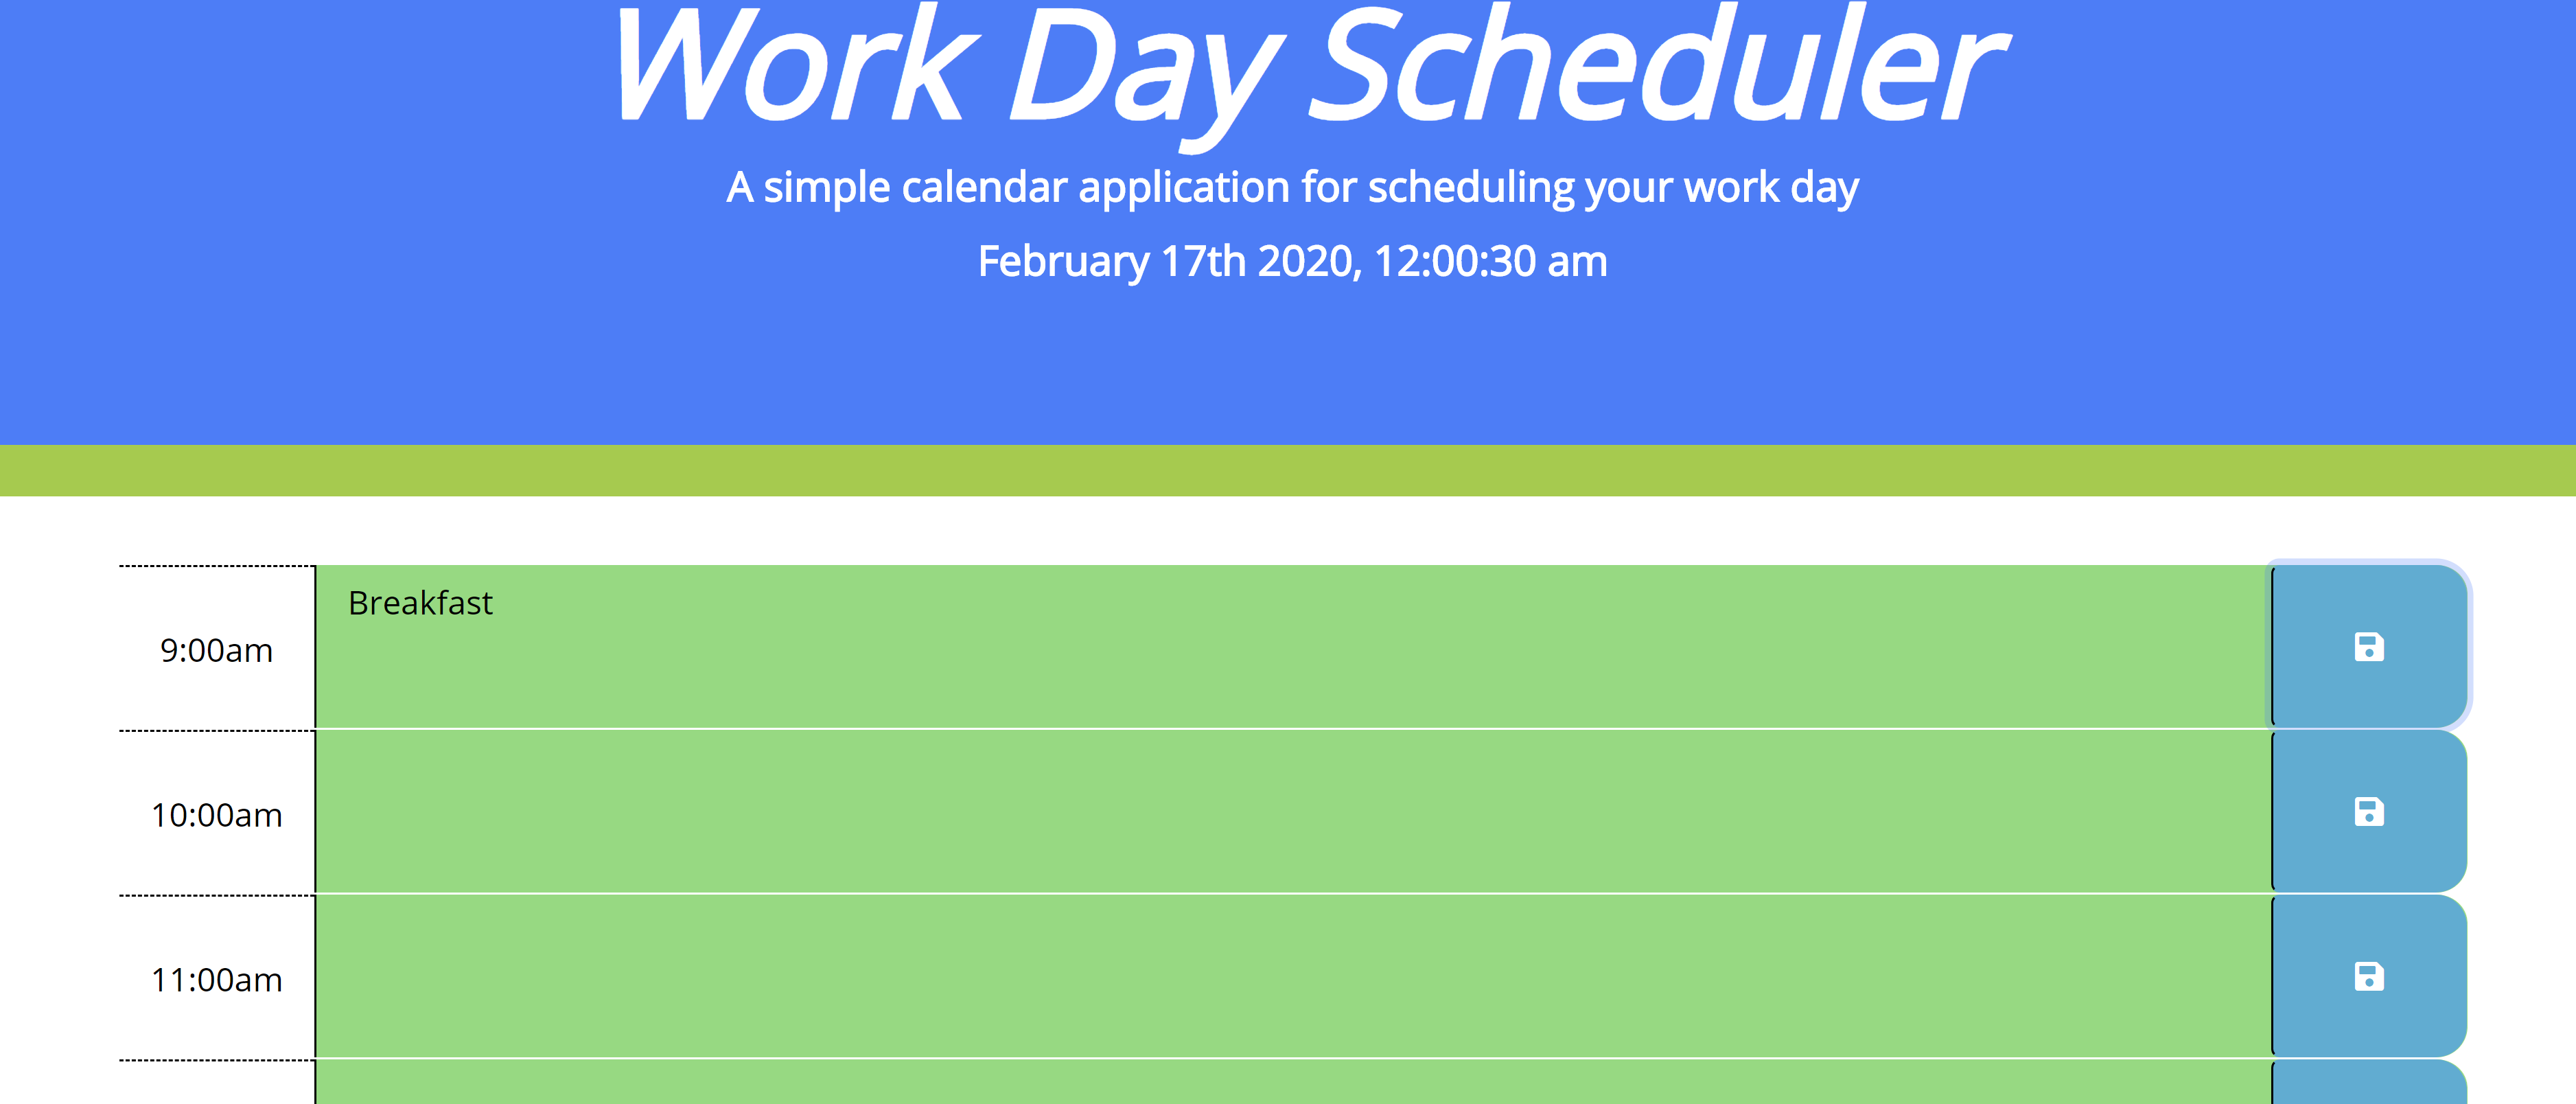 Work Day Scheduler
A simple calendar application for scheduling your work day
February 17th 2020, 12:00:30 am
Breakfast
9:00am
10:00am
11:00am